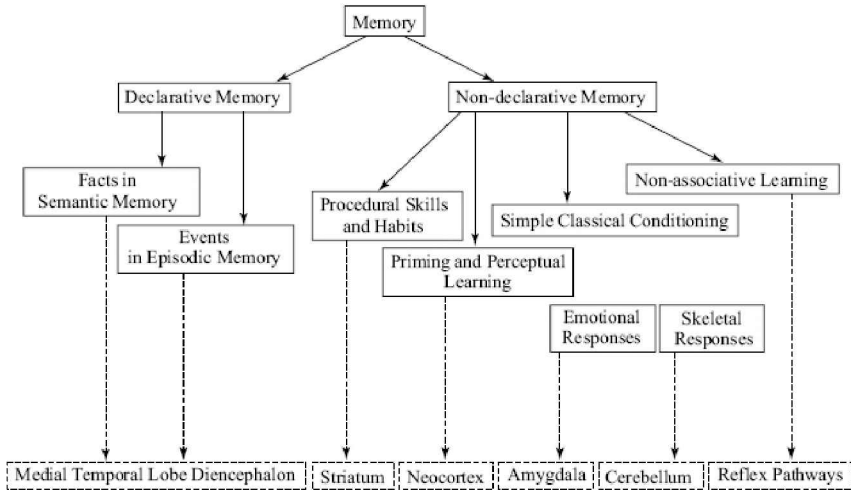 Memory
Declarative Memory
Non-declarative Memory
Facts in
Semantic Memory
Events
in Episodic Memory
Procedural Skills
and Habits
Priming and Perceptual
Learning
Simple Classical Conditioning
Non-associative Learning
Emotional
Responses
Skeletal
Responses
Medial Temporal Lobe Diencephalon
Striatum
Neocortex
Amygdala
Cerebellum
Reflex Pathways